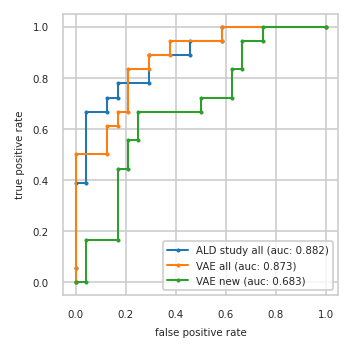 1.0
0.8
0.6
0.4
0.2
0.0
true positive rate
ALD study all (auc: 0.882)
VAE all (auc: 0.873)
VAE new (auc: 0.683)
0.0 0.2 0.4 0.6 0.8 1.0
false positive rate